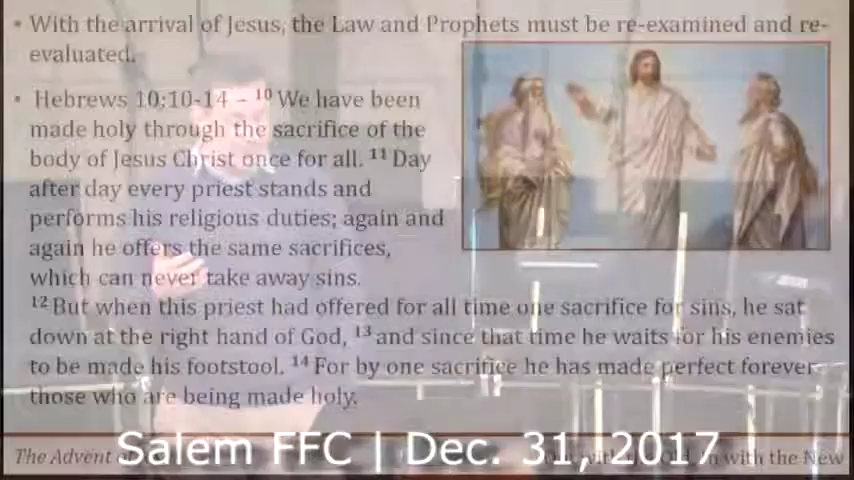 • With the arrival of Jesus, the Law and Prophets must be re-examined and re-
evaluated.
• Hebrews 10:10-14 – ¹⁰ We have been
made holy through the sacrifice of the
body of Jesus Christ once for all. ¹¹ Day
after day every priest stands and
performs his religious duties; again and
again he offers the same sacrifices,
which can never take away sins.
¹² But when this priest had offered for all time one sacrifice for sins, he sat
down at the right hand of God, ¹³ and since that time he waits for his enemies
to be made his footstool. ¹⁴ For by one sacrifice he has made perfect forever
those who are being made holy.
The Advent of with the Old In with the New
Salem FFC | Dec. 31, 2017